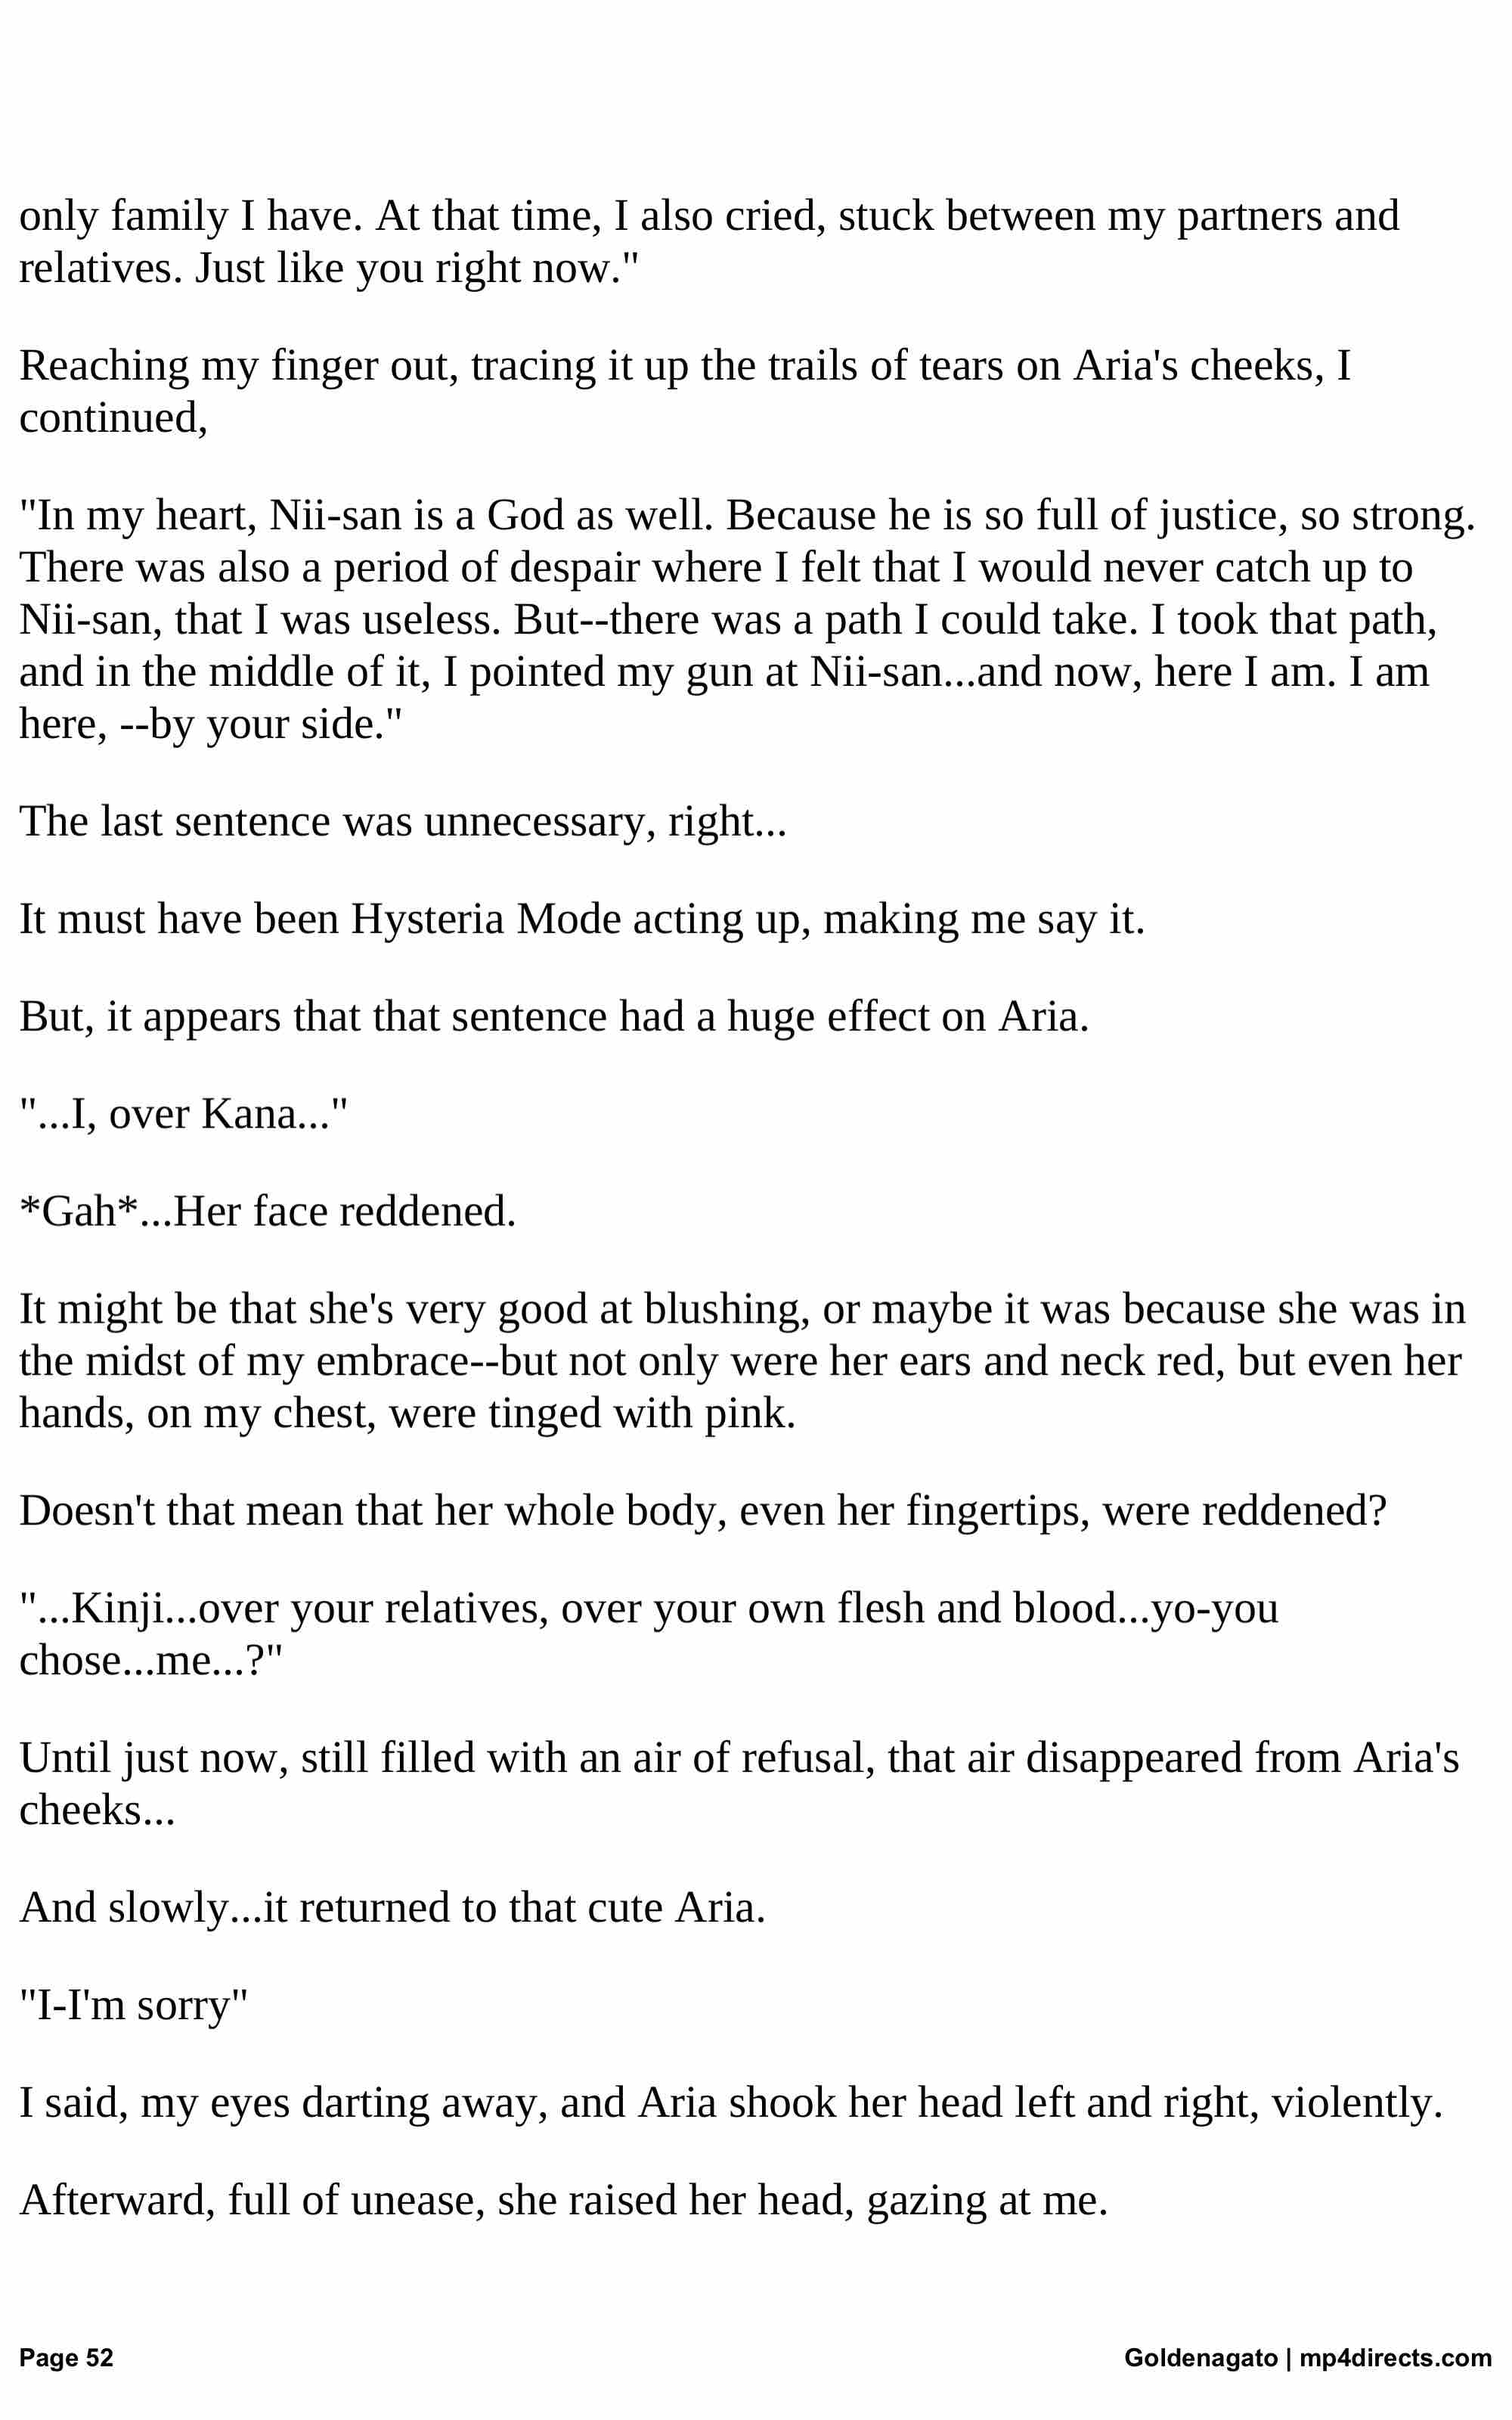 only family I have. At that time, I also cried, stuck between my partners and
relatives. Just like you right now."
Reaching my finger out, tracing it up the trails of tears on Aria's cheeks, I
continued,
"In my heart, Nii-san is a God as well. Because he is so full of justice, so strong.
There was also a period of despair where I felt that I would never catch up to
Nii-san, that I was useless. But--there was a path I could take. I took that path,
and in the middle of it, I pointed my gun at Nii-san...and now, here I am. I am
here, --by your side."
The last sentence was unnecessary, right...
It must have been Hysteria Mode acting up, making me say it.
But, it appears that that sentence had a huge effect on Aria.
"...I, over Kana..."
*Gah*...Her face reddened.
It might be that she's very good at blushing, or maybe it was because she was in
the midst of my embrace--but not only were her ears and neck red, but even her
hands, on my chest, were tinged with pink.
Doesn't that mean that her whole body, even her fingertips, were reddened?
"...Kinji...over your relatives, over your own flesh and blood...yo-you
chose...me...?"
Until just now, still filled with an air of refusal, that air disappeared from Aria's
cheeks...
And slowly...it returned to that cute Aria.
"I-I'm sorry"
I said, my eyes darting away, and Aria shook her head left and right, violently.
Afterward, full of unease, she raised her head, gazing at me.
Page 52
Goldenagato | mp4directs.com